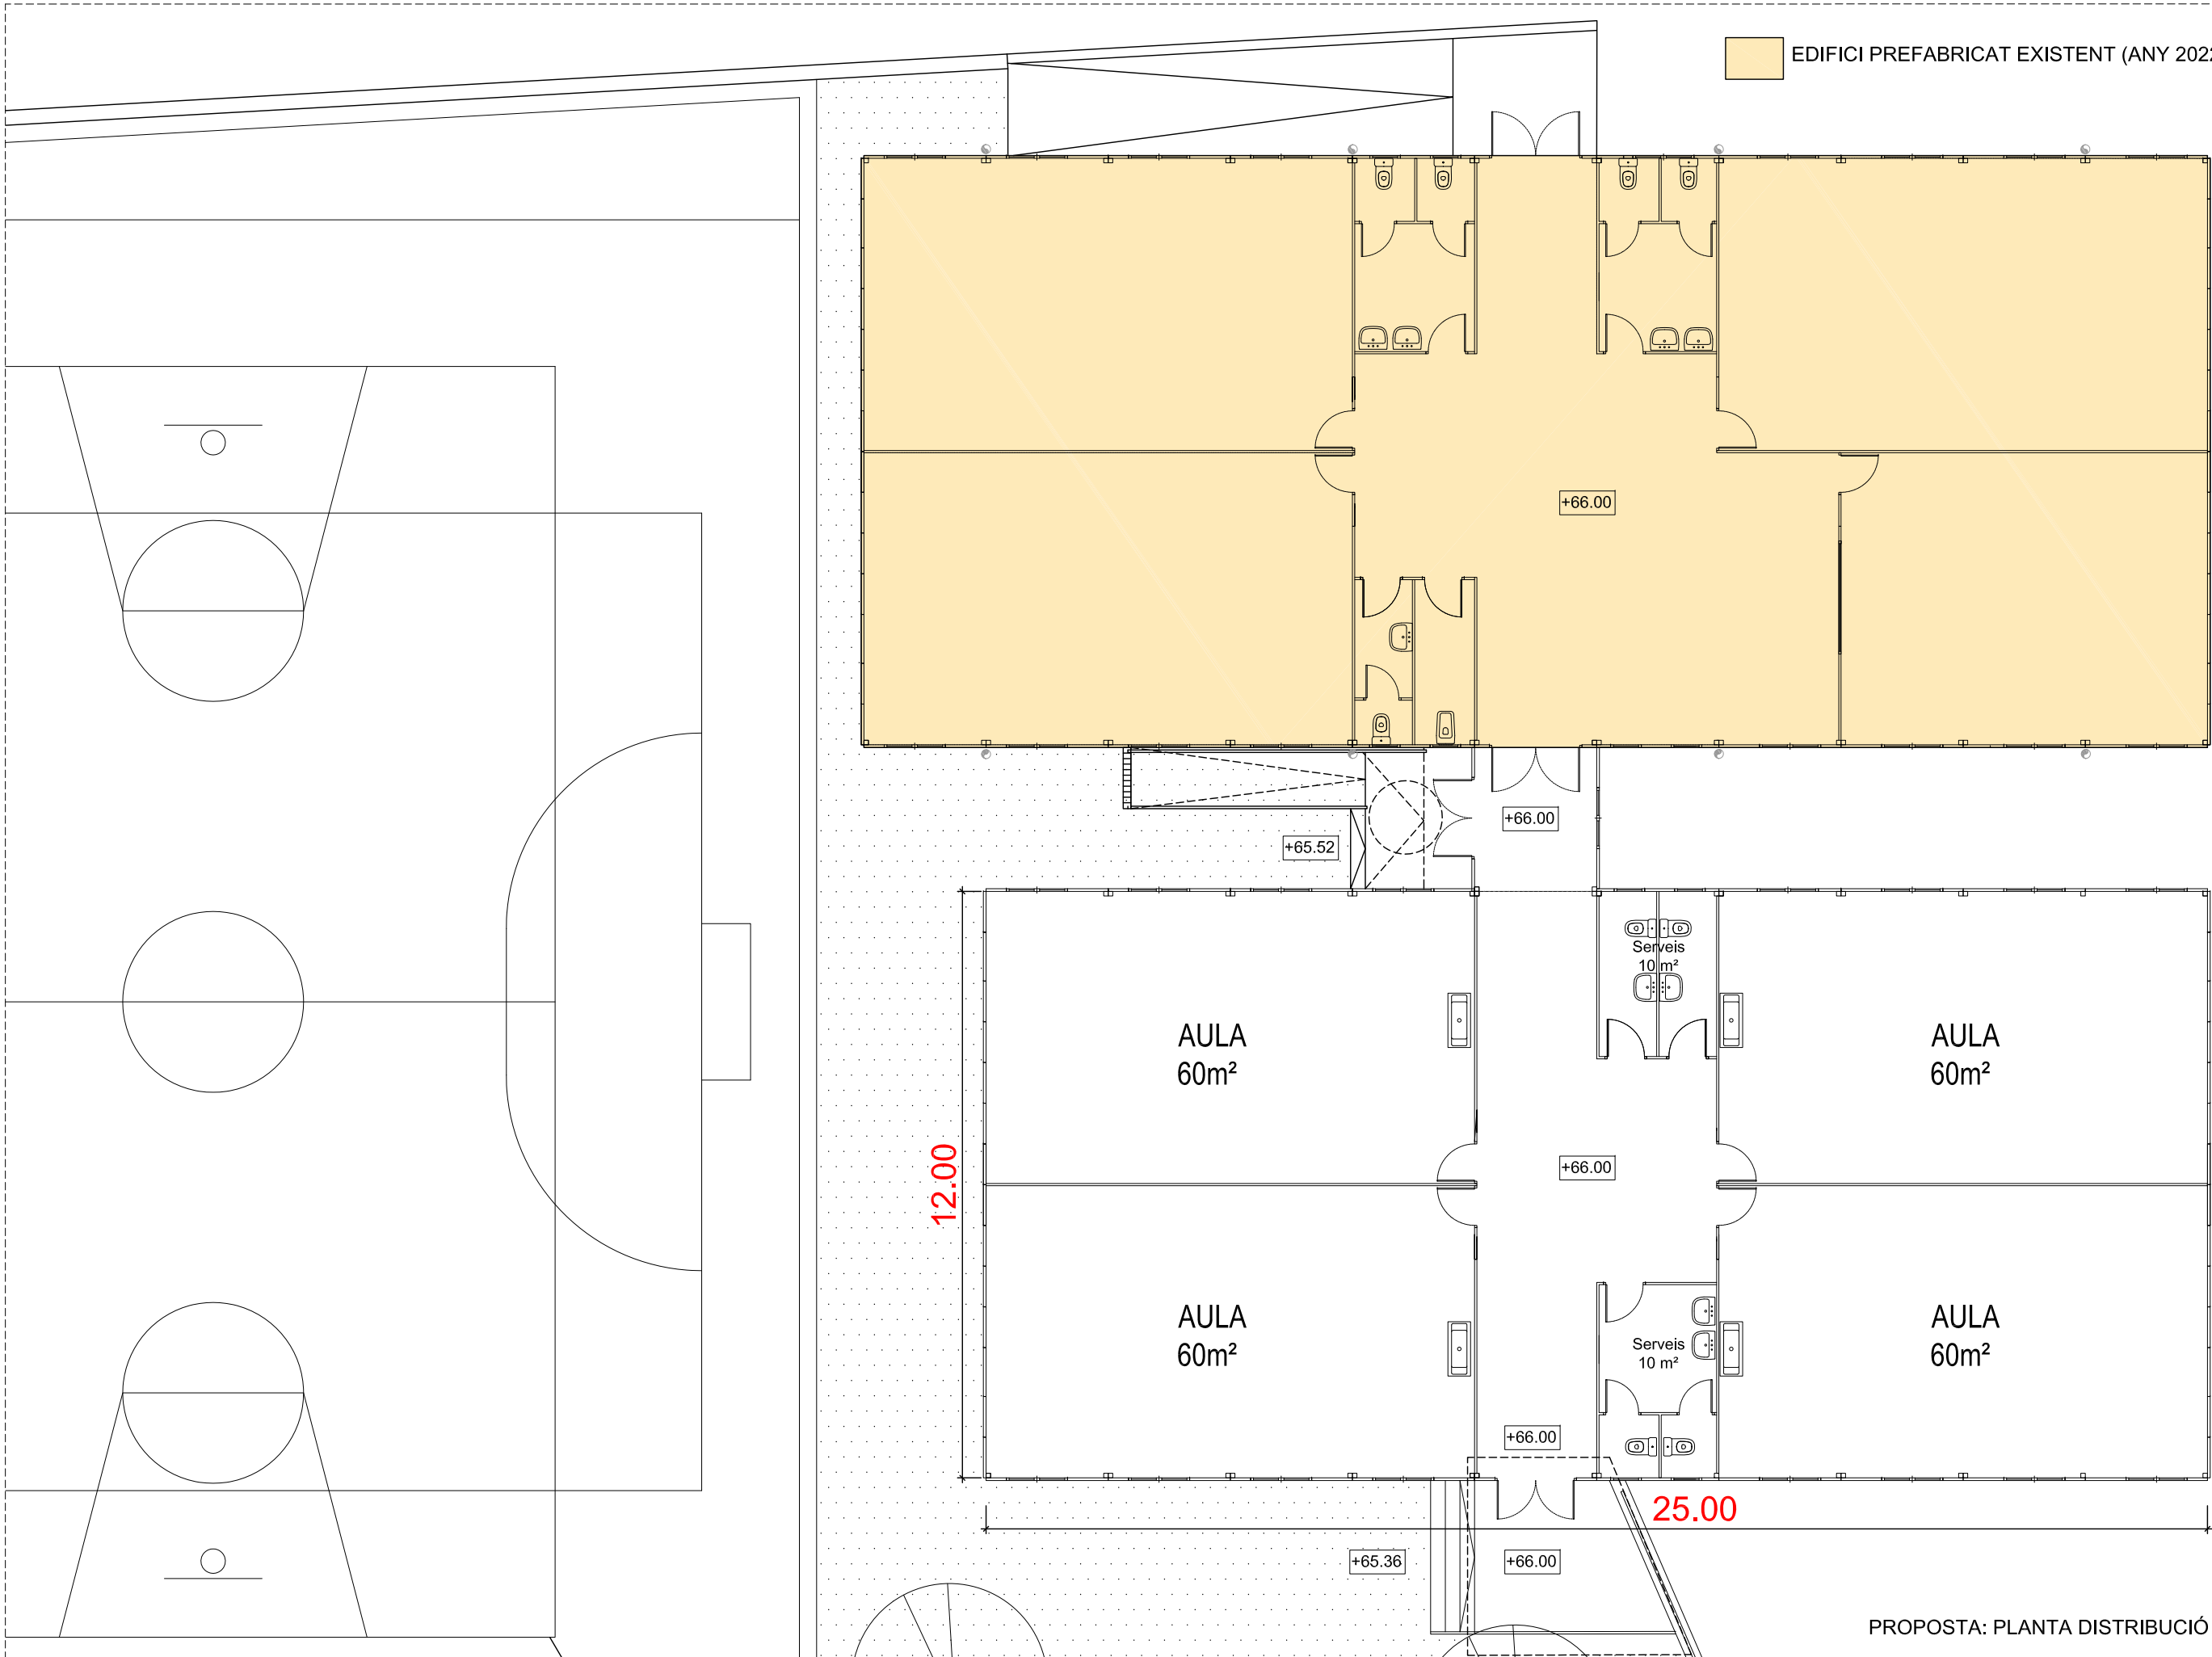 EDIFICI PREFABRICAT EXISTENT (ANY 2022
+66.00
+66.00
+65.52
Serveis
10 m²
AULA
60m²
AULA
60m²
12.00
+66.00
AULA
60m²
Serveis
10 m²
AULA
60m²
+66.00
25.00
+65.36
+66.00
PROPOSTA: PLANTA DISTRIBUCIÓ